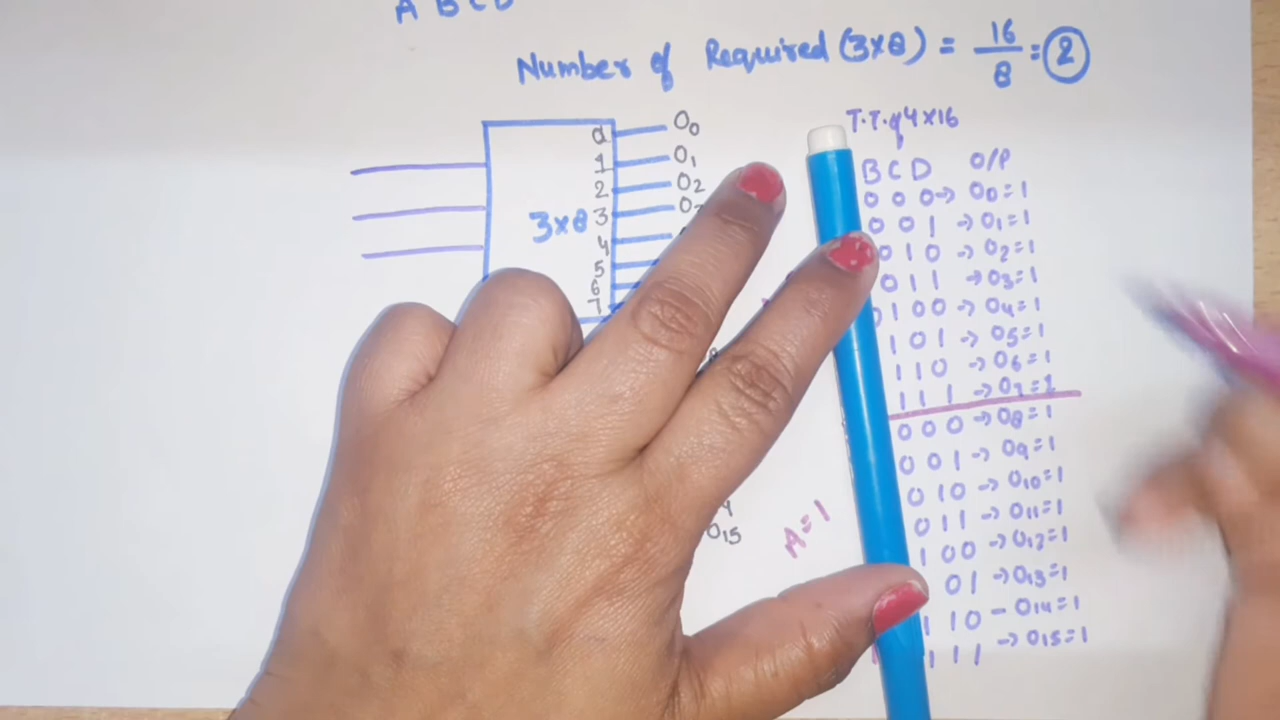 A B C D
Number of Required (3×8) = 16/8 = 2
T.T. of 4×16
B C D O/P
0 0 0 → O0=1
0 0 1 → O1=1
0 1 0 → O2=1
0 1 1 → O3=1
0 1 0 0 → O4=1
1 0 1 → O5=1
1 1 0 → O6=1
1 1 1 → O7=1
0 0 0 → O8=1
0 0 1 → O9=1
0 1 0 → O10=1
0 1 1 → O11=1
1 0 0 → O12=1
0 1 → O13=1
1 1 0 - O14=1
1 1 1 → O15=1
3×8
0 O0
1 O1
2 O2
3
4
5
6
7
O15
A=1